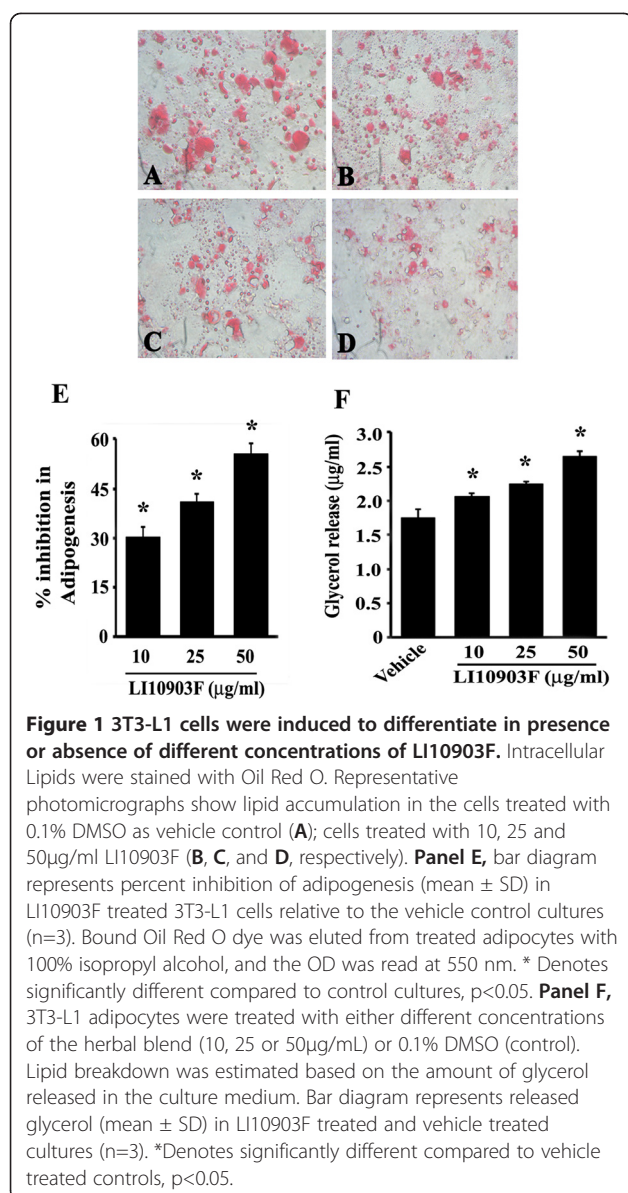 A
B
C
D
E
% inhibition in
Adipogenesis
60
45
30
15
0
*
*
*
10 25 50
LI10903F (µg/ml)
F
Glycerol release (µg/ml)
3.0
2.5
2.0
1.5
1.0
0.5
0
*
*
*
Vehicle 10 25 50
LI10903F (µg/ml)
Figure 1 3T3-L1 cells were induced to differentiate in presence
or absence of different concentrations of LI10903F. Intracellular
Lipids were stained with Oil Red O. Representative
photomicrographs show lipid accumulation in the cells treated with
0.1% DMSO as vehicle control (A); cells treated with 10, 25 and
50µg/ml LI10903F (B, C, and D, respectively). Panel E, bar diagram
represents percent inhibition of adipogenesis (mean ± SD) in
LI10903F treated 3T3-L1 cells relative to the vehicle control cultures
(n=3). Bound Oil Red O dye was eluted from treated adipocytes with
100% isopropyl alcohol, and the OD was read at 550 nm. * Denotes
significantly different compared to control cultures, p<0.05. Panel F,
3T3-L1 adipocytes were treated with either different concentrations
of the herbal blend (10, 25 or 50µg/mL) or 0.1% DMSO (control).
Lipid breakdown was estimated based on the amount of glycerol
released in the culture medium. Bar diagram represents released
glycerol (mean ± SD) in LI10903F treated and vehicle treated
cultures (n=3). *Denotes significantly different compared to vehicle
treated controls, p<0.05.